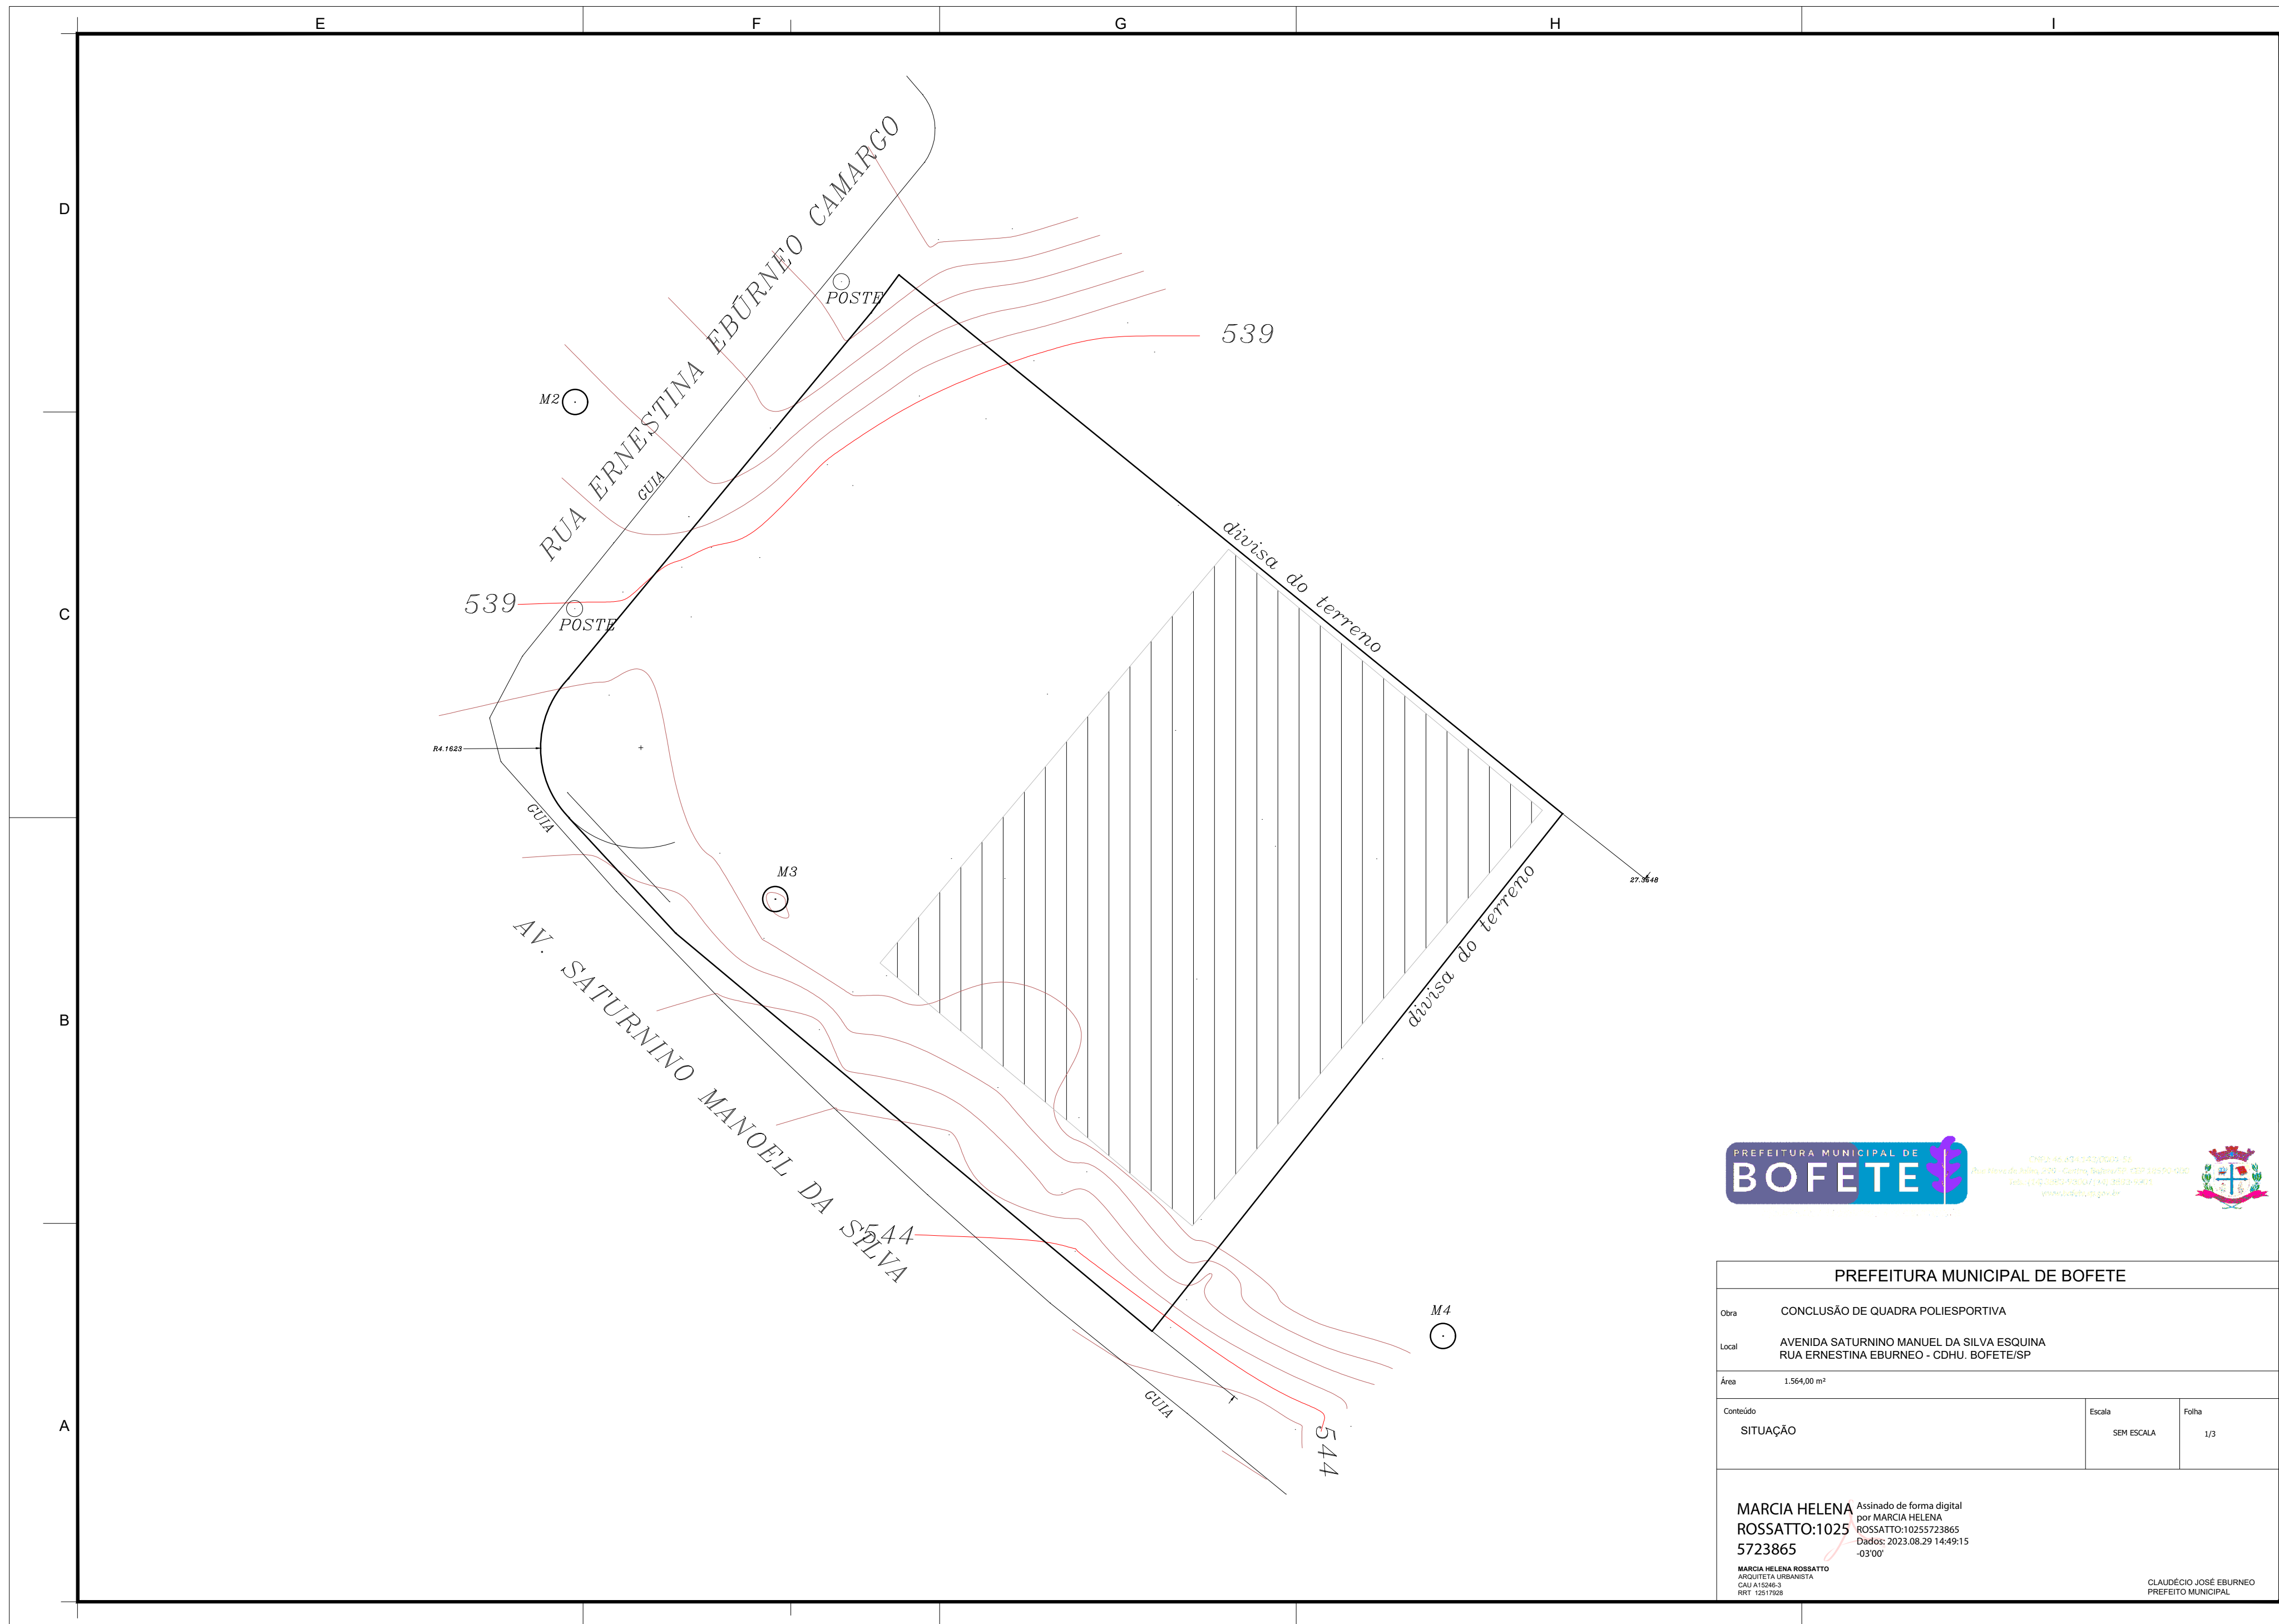 E
F
G
H
I
D
C
B
A
RUA ERNESTINA EBÚRNEO CAMARGO
POSTE
539
M2
GUIA
539
POSTE
divisa do terreno
R4.1623
GUIA
M3
27.3648
divisa do terreno
AV. SATURNINO MANOEL DA SILVA
544
M4
GUIA
544
PREFEITURA MUNICIPAL DE
BOFETE
PREFEITURA MUNICIPAL DE BOFETE
Obra CONCLUSÃO DE QUADRA POLIESPORTIVA
Local AVENIDA SATURNINO MANUEL DA SILVA ESQUINA
RUA ERNESTINA EBURNEO - CDHU. BOFETE/SP
Área 1.564,00 m²
Conteúdo
SITUAÇÃO
Escala
SEM ESCALA
Folha
1/3
MARCIA HELENA
ROSSATTO:1025
5723865
Assinado de forma digital
por MARCIA HELENA
ROSSATTO:10255723865
Dados: 2023.08.29 14:49:15
-03'00'
MARCIA HELENA ROSSATTO
ARQUITETA URBANISTA
CAU A15246-3
RRT 12517928
CLAUDÉCIO JOSÉ EBURNEO
PREFEITO MUNICIPAL